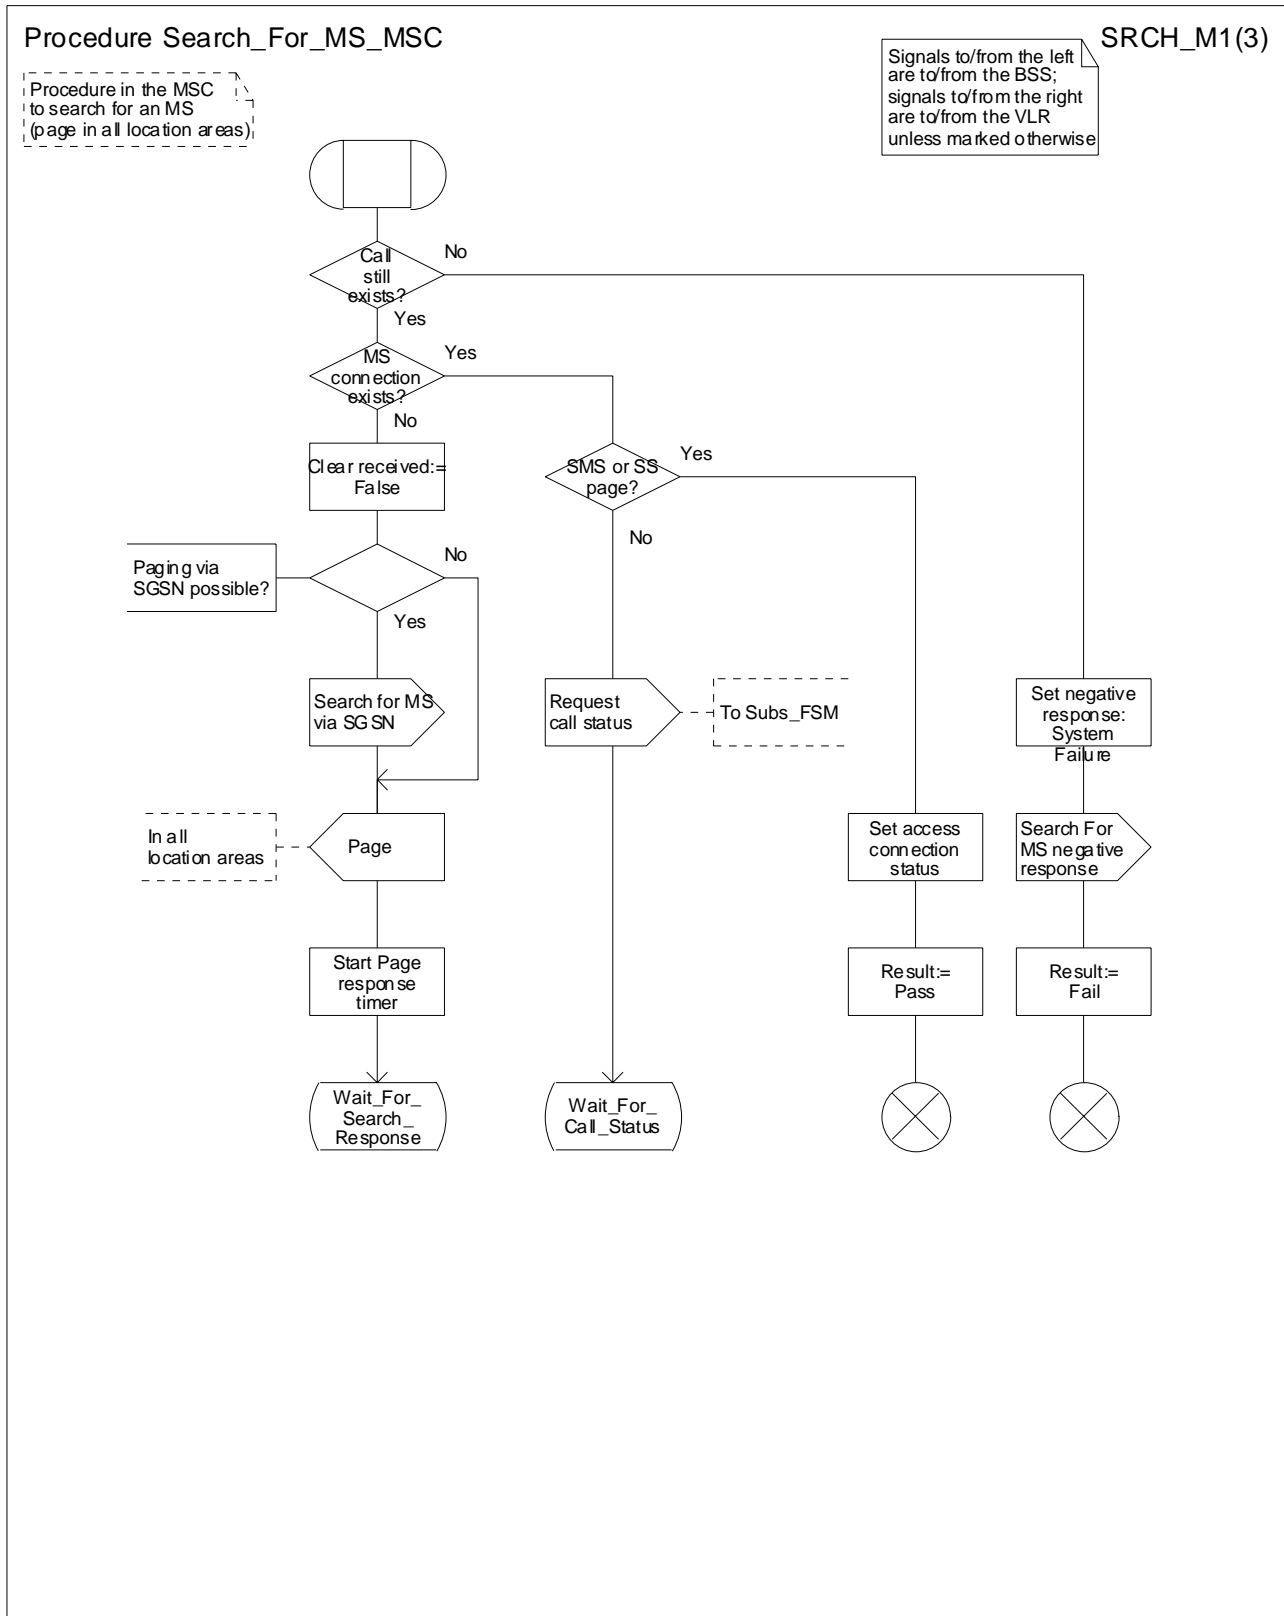 Procedure Search_For_MS_MSC
SRCH_M1(3)
Procedure in the MSC
to search for an MS
(page in all location areas)
Signals to/from the left
are to/from the BSS;
signals to/from the right
are to/from the VLR
unless marked otherwise
Call
still
exists?
No
Yes
MS
connection
exists?
Yes
No
Clear received:=
False
SMS or SS
page?
Yes
No
Paging via
SGSN possible?
No
Yes
Search for MS
via SGSN
Request
call status
To Subs_FSM
Set negative
response:
System
Failure
In all
location areas
Page
Set access
connection
status
Search For
MS negative
response
Start Page
response
timer
Result:=
Pass
Result:=
Fail
Wait_For_
Search_
Response
Wait_For_
Call_Status